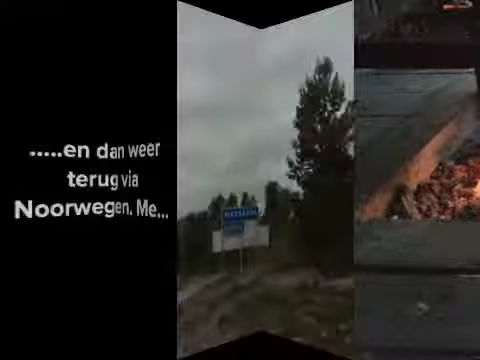 .....en dan weer
terug via
Noorwegen. Me...